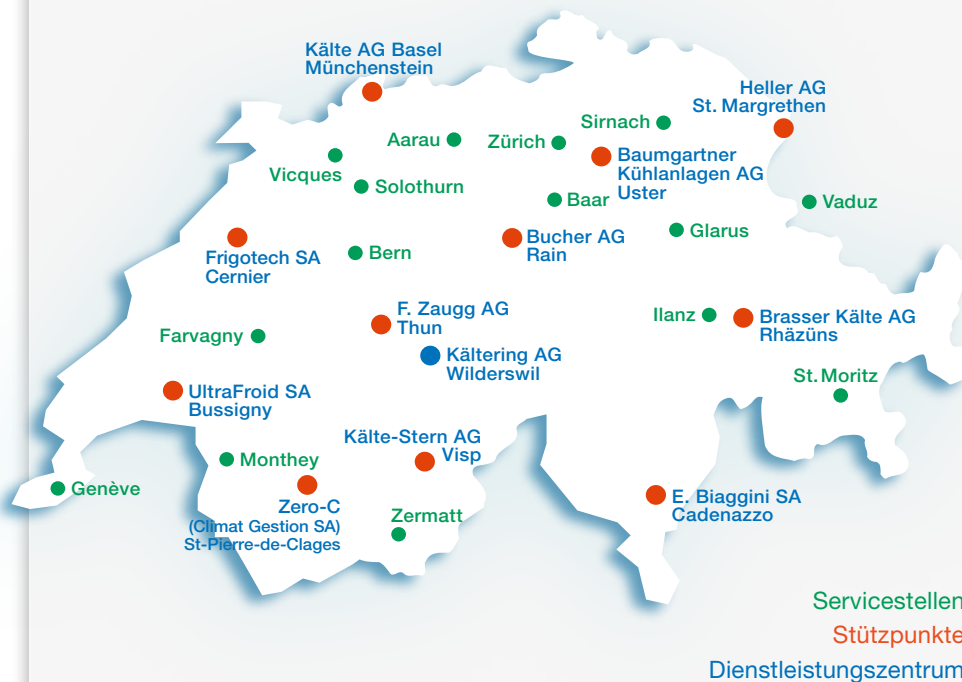 Kälte AG Basel
Münchenstein
Heller AG
St. Margrethen
Sirnach
Aarau
Zürich
Baumgartner
Kühlanlagen AG
Uster
Vicques
Solothurn
Baar
Vaduz
Glarus
Bucher AG
Rain
Frigotech SA
Cernier
Bern
F. Zaugg AG
Thun
Ilanz
Brasser Kälte AG
Rhäzüns
Farvagny
Kältering AG
Wilderswil
St. Moritz
UltraFroid SA
Bussigny
Kälte-Stern AG
Visp
Monthey
Genève
Zero-C
(Climat Gestion SA)
St-Pierre-de-Clages
Zermatt
E. Biaggini SA
Cadenazzo
Servicestellen
Stützpunkte
Dienstleistungszentrum